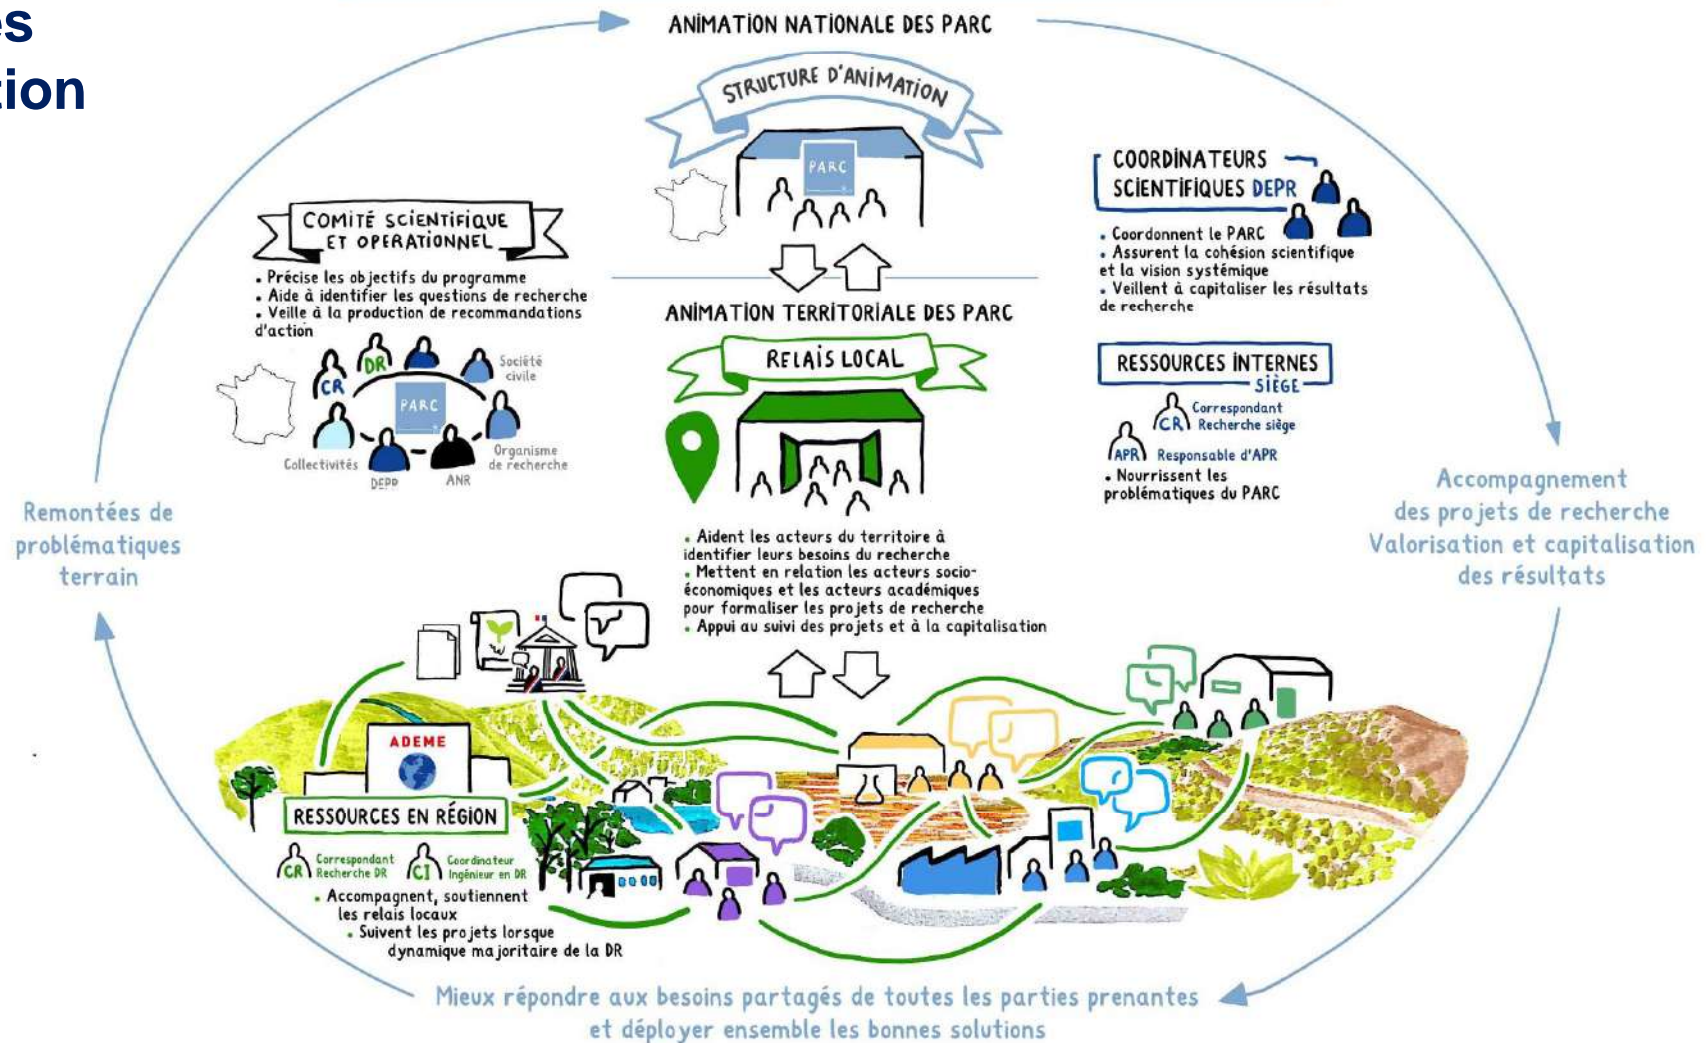 es
tion
ANIMATION NATIONALE DES PARC
STRUCTURE D'ANIMATION
PARC
COMITÉ SCIENTIFIQUE
ET OPERATIONNEL
• Précise les objectifs du programme
• Aide à identifier les questions de recherche
• Veille à la production de recommandations
d'action
CR
DR
Société
civile
PARC
Collectivités
DEPR
ANR
Organisme
de recherche
COORDINATEURS
SCIENTIFIQUES DEPR
• Coordonnent le PARC
• Assurent la cohésion scientifique
et la vision systémique
• Veillent à capitaliser les résultats
de recherche
RESSOURCES INTERNES
SIÈGE
CR
Correspondant
Recherche siège
APR
Responsable d'APR
• Nourrissent les
problématiques du PARC
ANIMATION TERRITORIALE DES PARC
RELAIS LOCAL
• Aident les acteurs du territoire à
identifier leurs besoins du recherche
• Mettent en relation les acteurs socio-
économiques et les acteurs académiques
pour formaliser les projets de recherche
• Appui au suivi des projets et à la capitalisation
Remontées de
problématiques
terrain
Accompagnement
des projets de recherche
Valorisation et capitalisation
des résultats
ADEME
RESSOURCES EN RÉGION
CR
Correspondant
Recherche DR
CI
Coordinateur
Ingénieur en DR
• Accompagnent, soutiennent
les relais locaux
• Suivent les projets lorsque
dynamique majoritaire de la DR
Mieux répondre aux besoins partagés de toutes les parties prenantes
et déployer ensemble les bonnes solutions